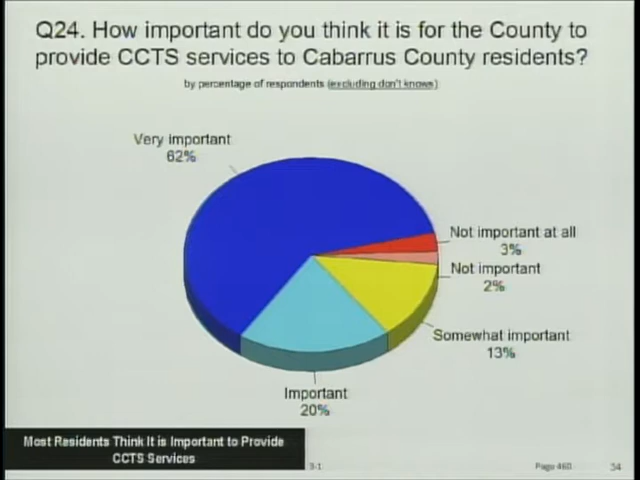 Q24. How important do you think it is for the County to
provide CCTS services to Cabarrus County residents?
by percentage of respondents (excluding don't knows)
Very important
62%
Not important at all
3%
Not important
2%
Somewhat important
13%
Important
20%
Most Residents Think It is Important to Provide
CCTS Services
Page 460
34